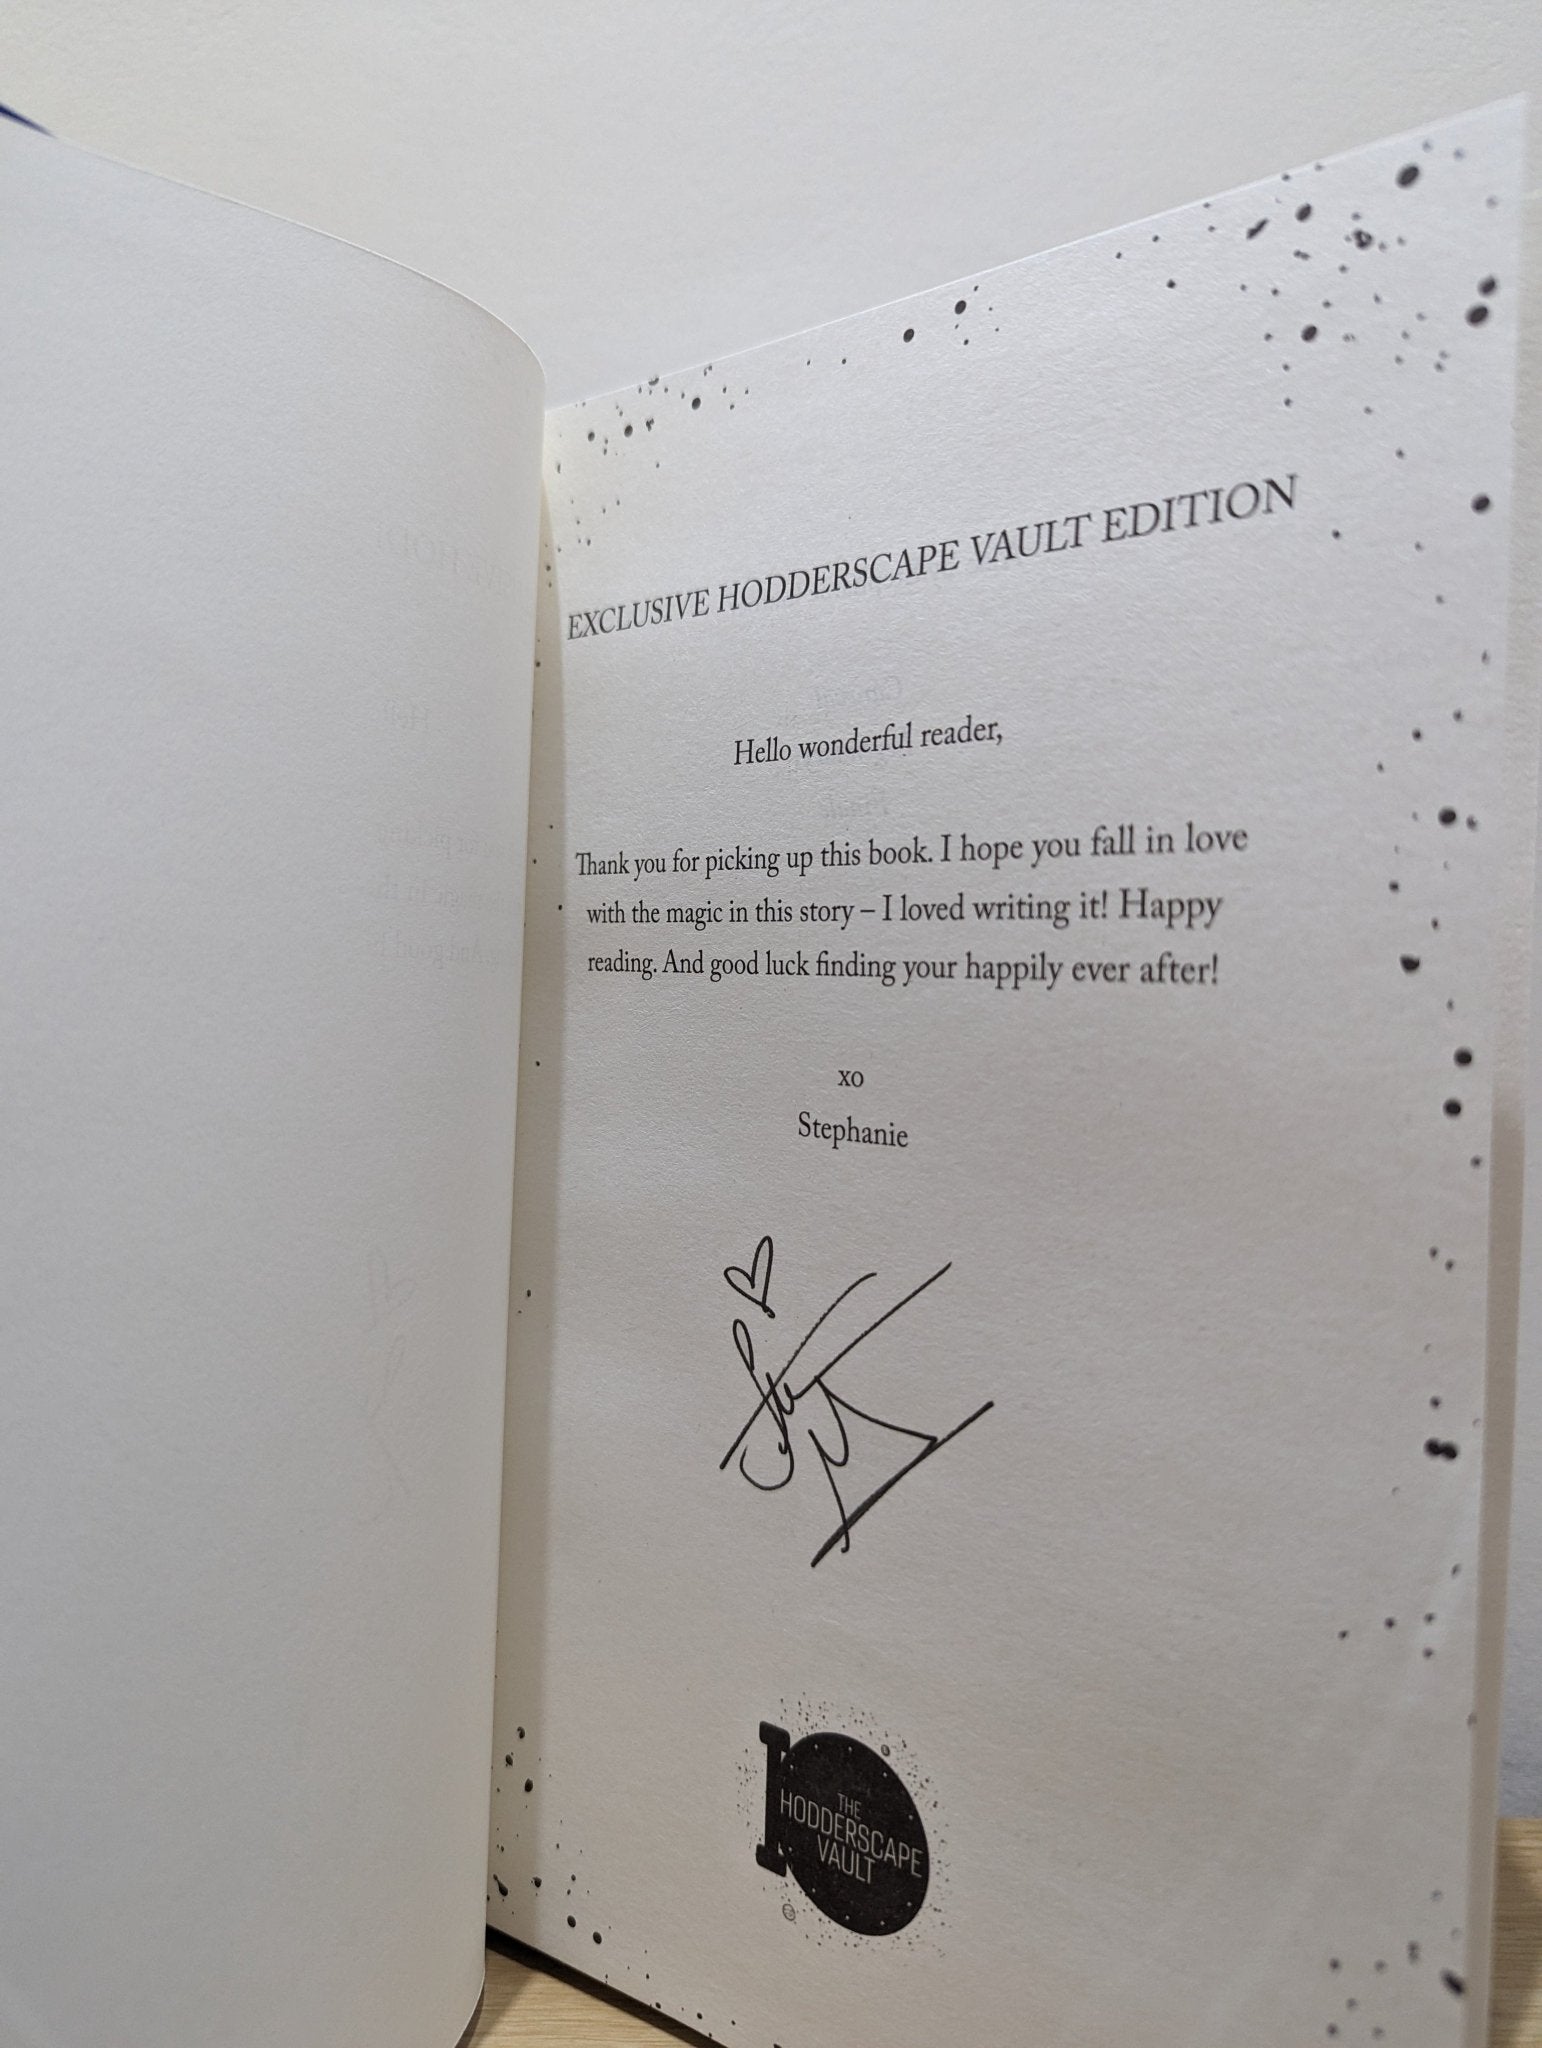 EXCLUSIVE HODDERSCAPE VAULT EDITION
Hello wonderful reader,
Thank you for picking up this book. I hope you fall in love
with the magic in this story – I loved writing it! Happy
reading. And good luck finding your happily ever after!
xo
Stephanie
THE
HODDERSCAPE
VAULT